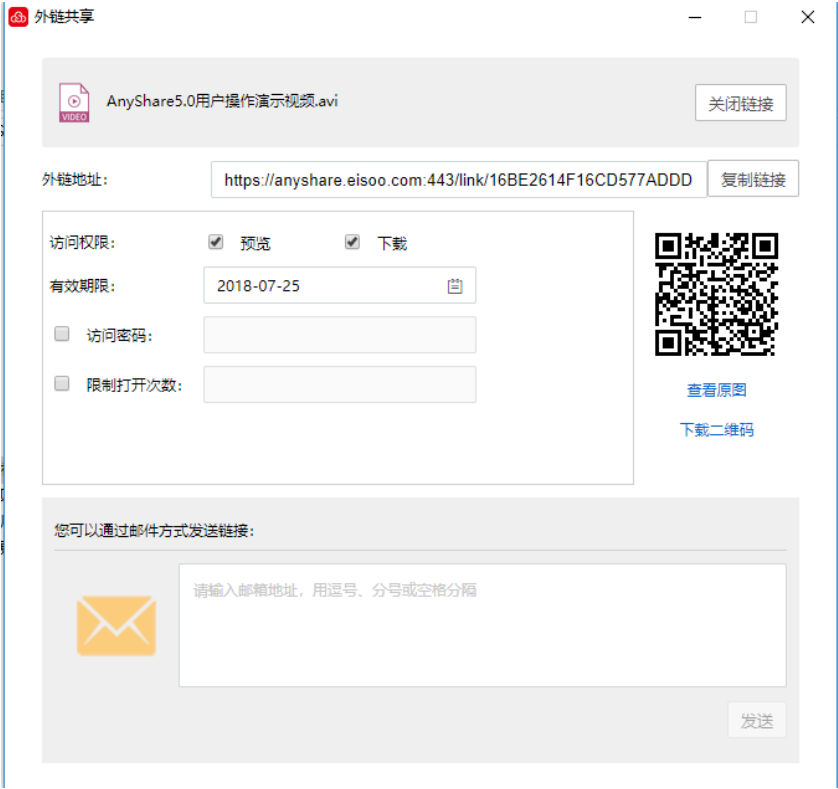 外链共享
AnyShare5.0用户操作演示视频.avi
VIDEO
关闭链接
外链地址: https://anyshare.eisoo.com:443/link/16BE2614F16CD577ADDD 复制链接
访问权限: 预览 下载
有效期限: 2018-07-25
访问密码:
限制打开次数:
查看原图
下载二维码
您可以通过邮件方式发送链接:
请输入邮箱地址，用逗号、分号或空格分隔
发送